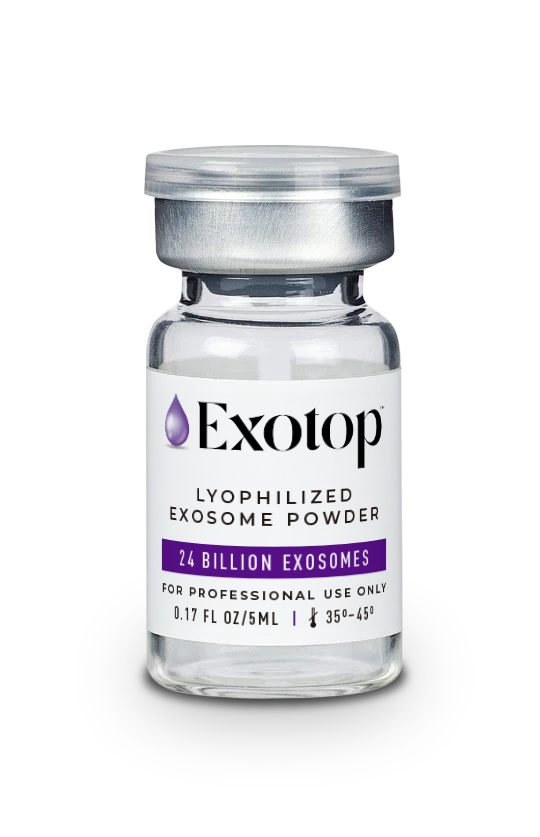 Exotop™
LYOPHILIZED
EXOSOME POWDER
24 BILLION EXOSOMES
FOR PROFESSIONAL USE ONLY
0.17 FL OZ/5ML | 35º-45º